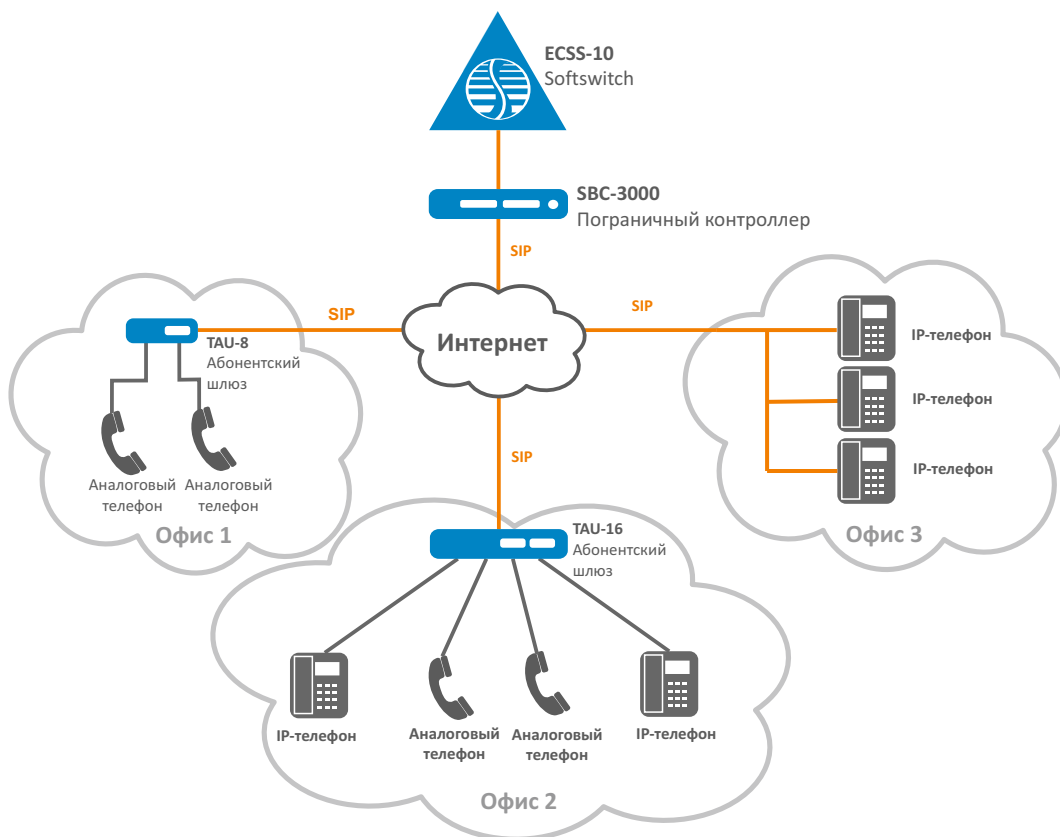 ECSS-10
Softswitch
SBC-3000
Пограничный контроллер
SIP
SIP
SIP
Интернет
TAU-8
Абонентский
шлюз
IP-телефон
IP-телефон
IP-телефон
Аналоговый
телефон
Аналоговый
телефон
Офис 1
SIP
Офис 3
TAU-16
Абонентский
шлюз
IP-телефон
Аналоговый
телефон
Аналоговый
телефон
IP-телефон
Офис 2